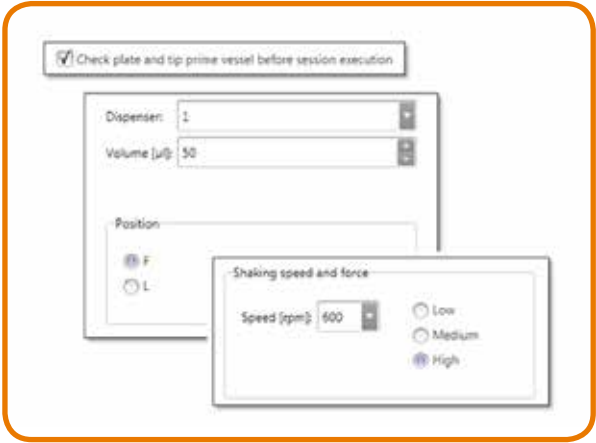 Check plate and tip prime vessel before session execution
Dispenser: 1
Volume [µl]: 50
Position
F
L
Shaking speed and force
Speed [rpm]: 600
Low
Medium
High